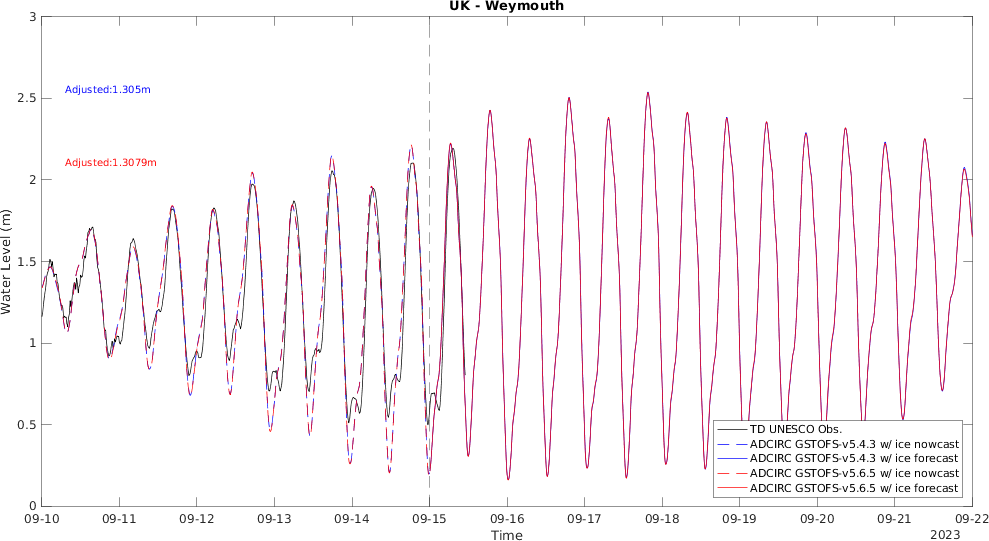 UK - Weymouth
3
2.5
2
1.5
1
0.5
0
Water Level (m)
Adjusted:1.305m
Adjusted:1.3079m
TD UNESCO Obs.
ADCIRC GSTOFS-v5.4.3 w/ ice nowcast
ADCIRC GSTOFS-v5.4.3 w/ ice forecast
ADCIRC GSTOFS-v5.6.5 w/ ice nowcast
ADCIRC GSTOFS-v5.6.5 w/ ice forecast
09-10 09-11 09-12 09-13 09-14 09-15 09-16 09-17 09-18 09-19 09-20 09-21 09-22
Time
2023